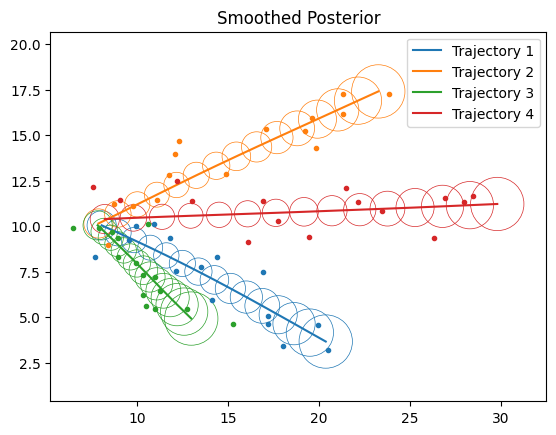 Smoothed Posterior
Trajectory 1
Trajectory 2
Trajectory 3
Trajectory 4
20.0
17.5
15.0
12.5
10.0
7.5
5.0
2.5
10 15 20 25 30